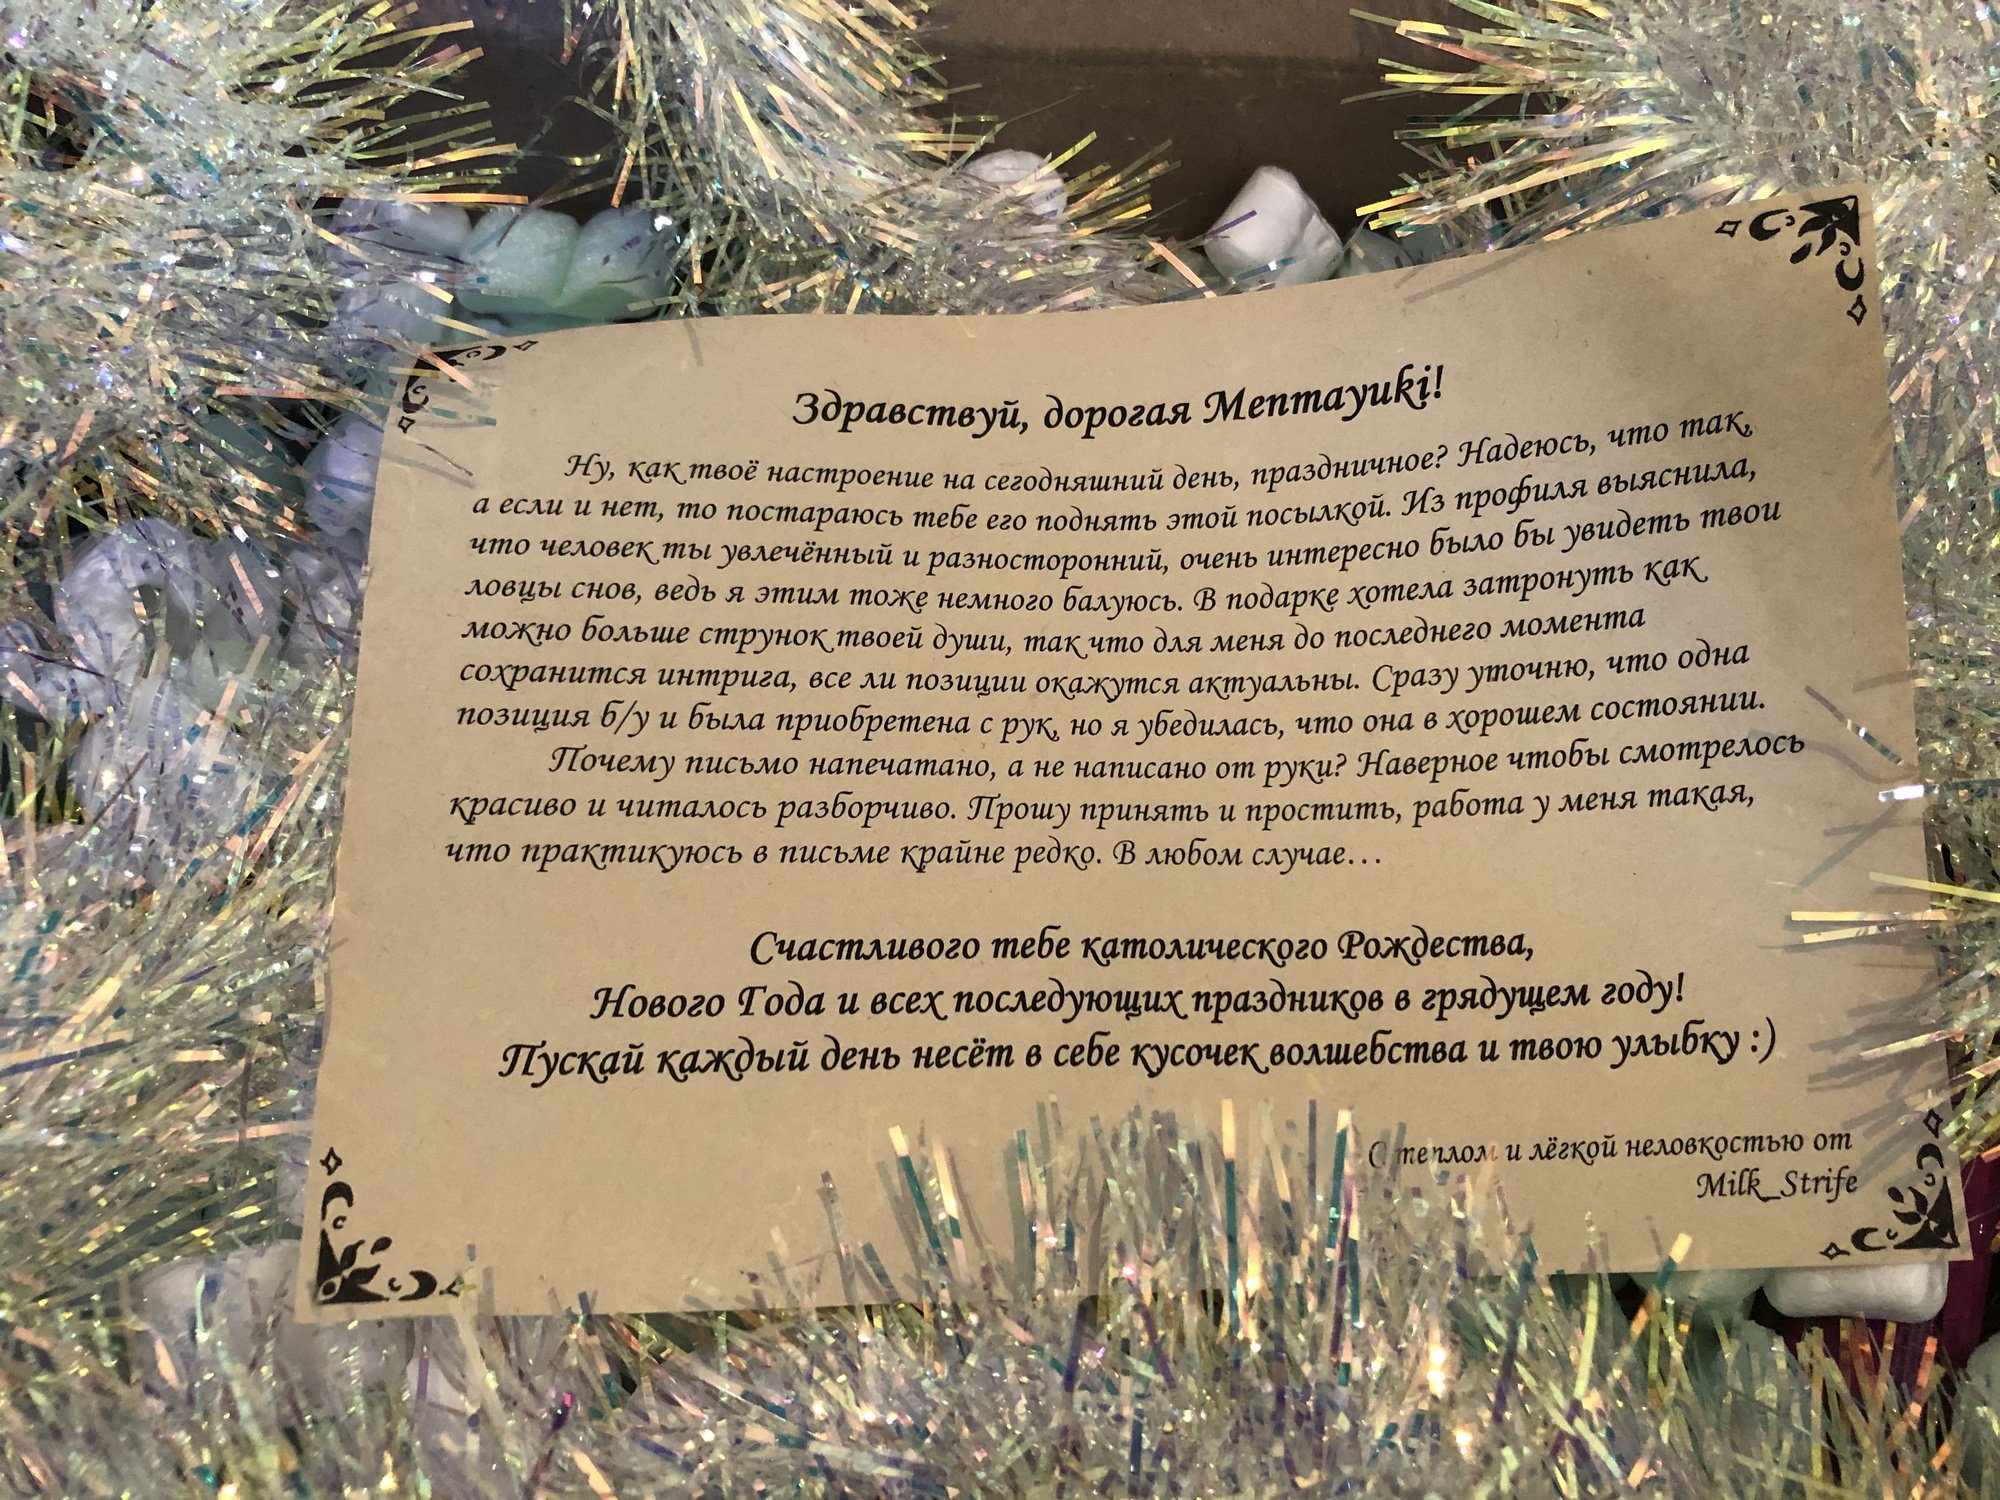 Здравствуй, дорогая Menmayuki!
Ну, как твоё настроение на сегодняшний день, праздничное? Надеюсь, что так,
а если и нет, то постараюсь тебе его поднять этой посылкой. Из профиля выяснила,
что человек ты увлечённый и разносторонний, очень интересно было бы увидеть твои
ловцы снов, ведь я этим тоже немного балуюсь. В подарке хотела затронуть как
можно больше струнок твоей души, так что для меня до последнего момента
сохранится интрига, все ли позиции окажутся актуальны. Сразу уточню, что одна
позиция б/у и была приобретена с рук, но я убедилась, что она в хорошем состоянии.
Почему письмо напечатано, а не написано от руки? Наверное чтобы смотрелось
красиво и читалось разборчиво. Прошу принять и простить, работа у меня такая,
что практикуюсь в письме крайне редко. В любом случае…
Счастливого тебе католического Рождества,
Нового Года и всех последующих праздников в грядущем году!
Пускай каждый день несёт в себе кусочек волшебства и твою улыбку :)
С теплом и лёгкой неловкостью от
Milk_Strife